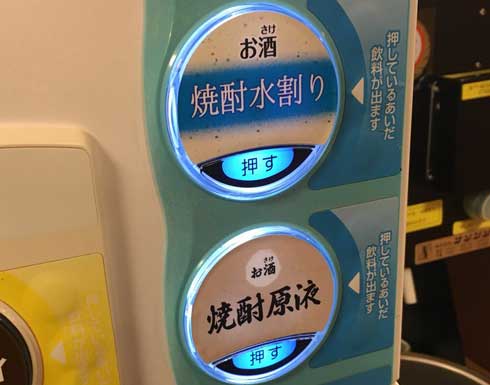 さけ
お酒
焼酎水割り
押す
押しているあいだ
飲料が出ます
さけ
お酒
焼酎原液
押す
押しているあいだ
飲料が出ます